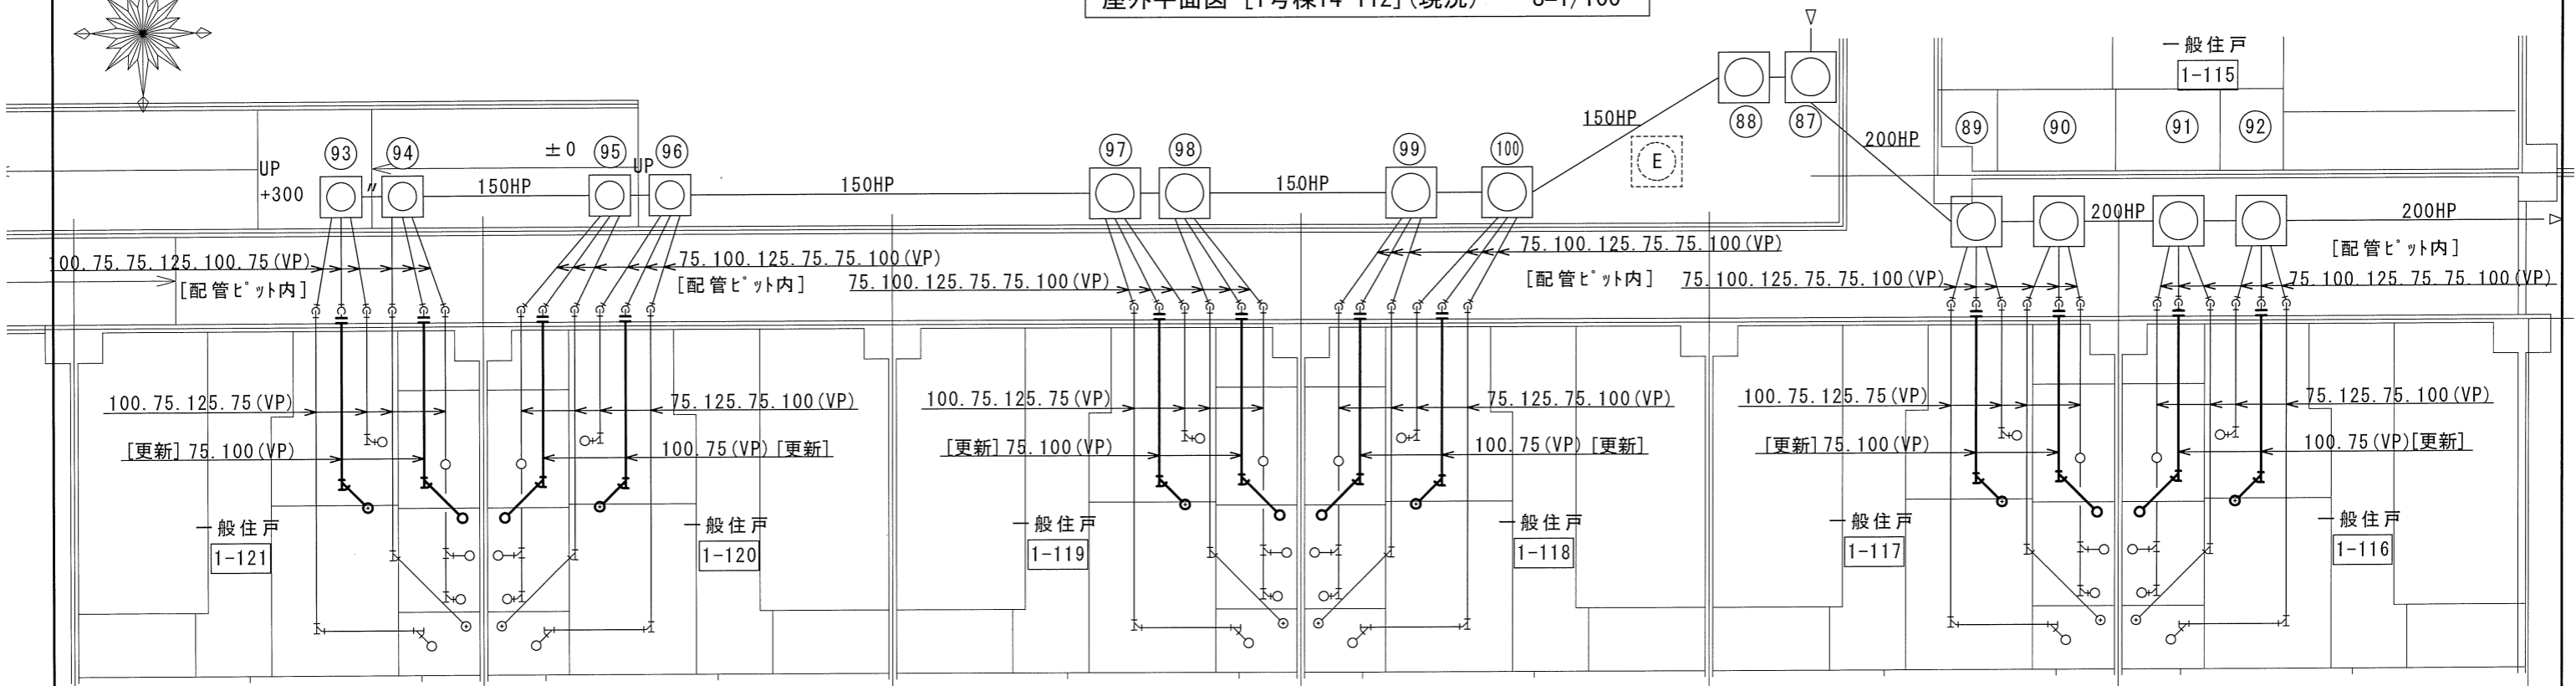 屋外平面図 [1号棟14-112](現況) S=1/100
一般住戸
1-115
88
87
150HP
200HP
E
89
90
91
92
93
94
±0
95
96
97
98
99
100
UP
+300
〃
UP
150HP
150HP
150HP
200HP
200HP
100.75.75.125.100.75(VP)
[配管ピット内]
75.100.125.75.75.100(VP)
[配管ピット内]
75.100.125.75.75.100(VP)
75.100.125.75.75.100(VP)
[配管ピット内]
75.100.125.75.75.100(VP)
[配管ピット内]
75.100.125.75.75.100(VP)
100.75.125.75(VP)
75.125.75.100(VP)
100.75.125.75(VP)
75.125.75.100(VP)
100.75.125.75(VP)
75.125.75.100(VP)
[更新]75.100(VP)
100.75(VP)[更新]
[更新]75.100(VP)
100.75(VP)[更新]
[更新]75.100(VP)
100.75(VP)[更新]
一般住戸
1-121
一般住戸
1-120
一般住戸
1-119
一般住戸
1-118
一般住戸
1-117
一般住戸
1-116